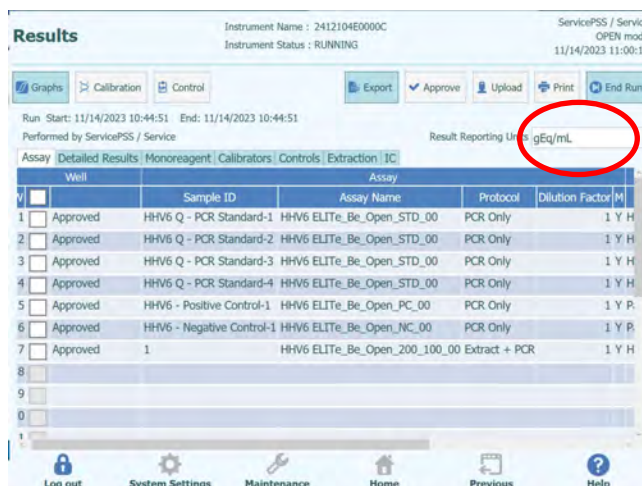 Results
Instrument Name : 2412104E0000C
Instrument Status : RUNNING
ServicePSS / Servic
OPEN mod
11/14/2023 11:00:1
Graphs Calibration Control Export Approve Upload Print End Run
Run Start: 11/14/2023 10:44:51 End: 11/14/2023 10:44:51
Performed by ServicePSS / Service
Result Reporting Units gEq/mL
Assay Detailed Results Monoreagent Calibrators Controls Extraction IC
Well Assay
Sample ID Assay Name Protocol Dilution Factor M
1 Approved HHV6 Q - PCR Standard-1 HHV6 ELITe_Be_Open_STD_00 PCR Only 1 Y H
2 Approved HHV6 Q - PCR Standard-2 HHV6 ELITe_Be_Open_STD_00 PCR Only 1 Y H
3 Approved HHV6 Q - PCR Standard-3 HHV6 ELITe_Be_Open_STD_00 PCR Only 1 Y H
4 Approved HHV6 Q - PCR Standard-4 HHV6 ELITe_Be_Open_STD_00 PCR Only 1 Y H
5 Approved HHV6 - Positive Control-1 HHV6 ELITe_Be_Open_PC_00 PCR Only 1 Y P.
6 Approved HHV6 - Negative Control-1 HHV6 ELITe_Be_Open_NC_00 PCR Only 1 Y P.
7 Approved 1 HHV6 ELITe_Be_Open_200_100_00 Extract + PCR 1 Y H
8
9
0
1
Log out System Settings Maintenance Home Previous Help